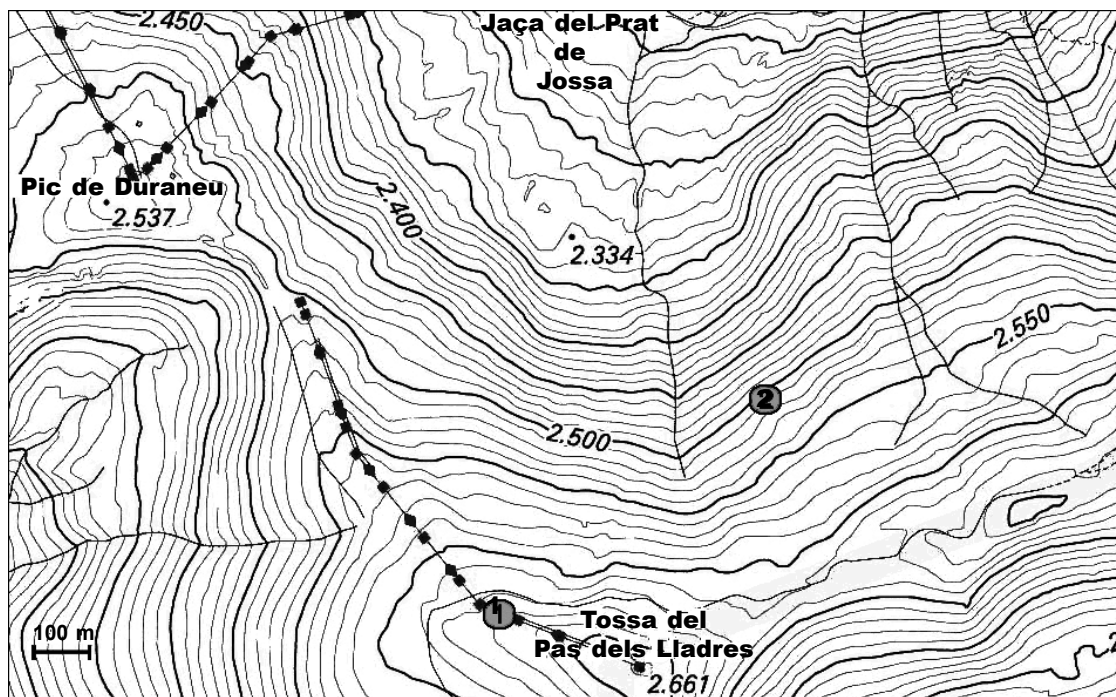 2.450
Jaça del Prat
de
Jossa
Pic de Duraneu
2.537
2.400
2.334
2.550
2
2.500
1
100 m
Tossa del
Pas dels Lladres
2.661